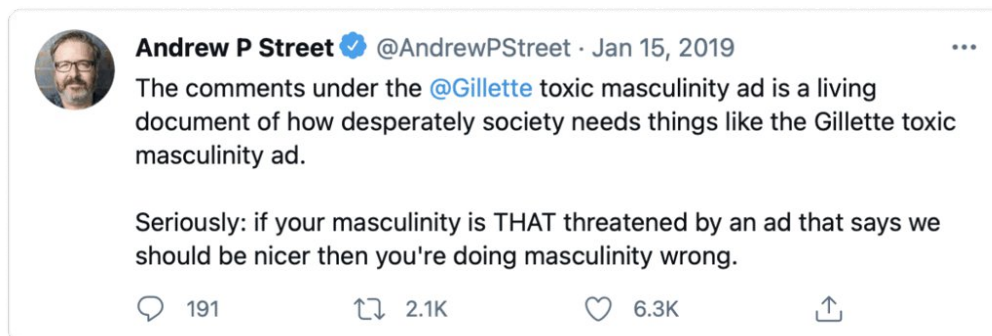 Andrew P Street @AndrewPStreet · Jan 15, 2019
The comments under the @Gillette toxic masculinity ad is a living
document of how desperately society needs things like the Gillette toxic
masculinity ad.
Seriously: if your masculinity is THAT threatened by an ad that says we
should be nicer then you're doing masculinity wrong.
191 2.1K 6.3K